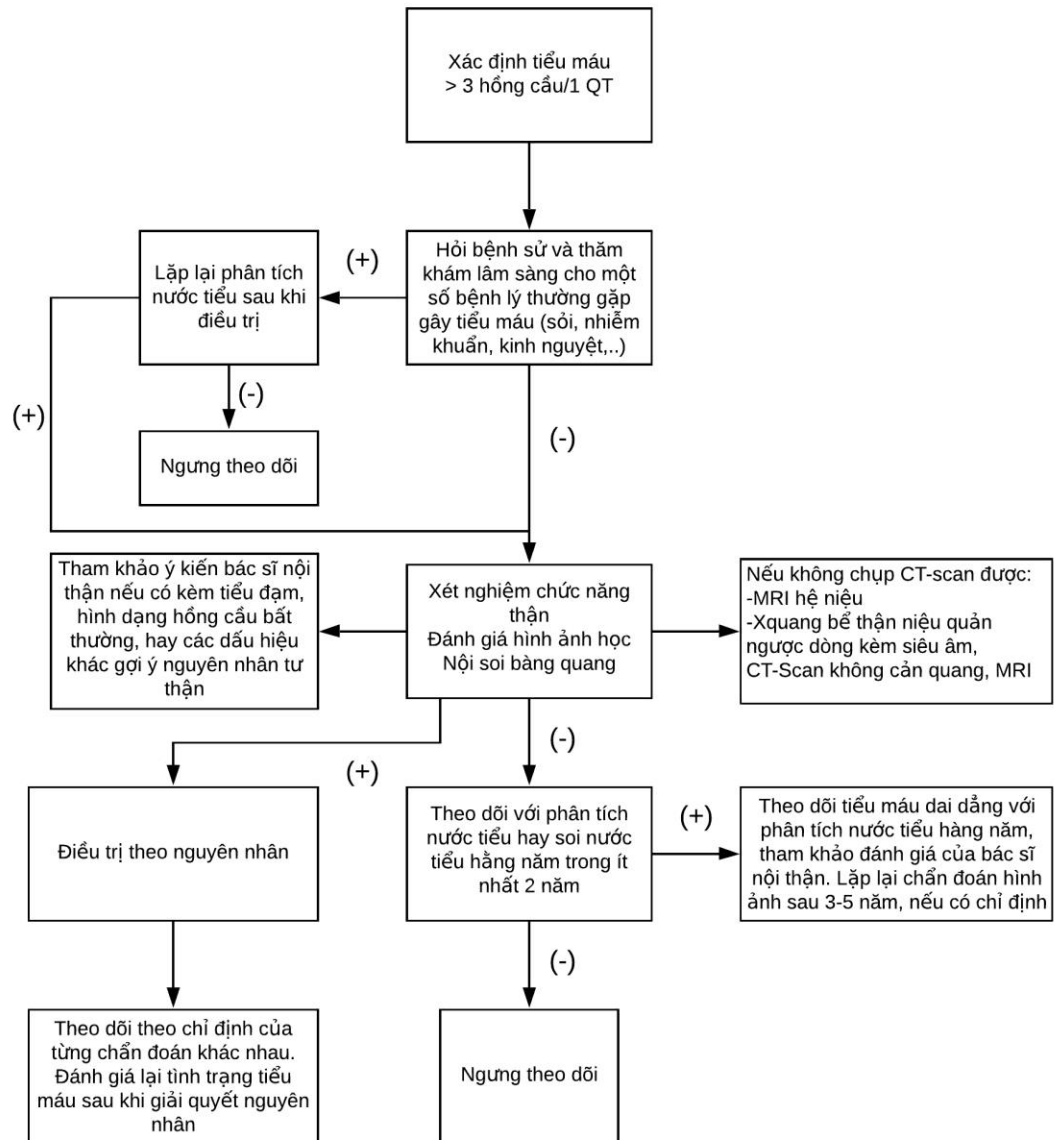 Xác định tiểu máu
> 3 hồng cầu/1 QT
Lặp lại phân tích
nước tiểu sau khi
điều trị
(+)
Hỏi bệnh sử và thăm
khám lâm sàng cho một
số bệnh lý thường gặp
gây tiểu máu (sỏi, nhiễm
khuẩn, kinh nguyệt,..)
(+)
(-)
(-)
Ngưng theo dõi
Tham khảo ý kiến bác sĩ nội
thận nếu có kèm tiểu đạm,
hình dạng hồng cầu bất
thường, hay các dấu hiệu
khác gợi ý nguyên nhân tư
thận
Xét nghiệm chức năng
thận
Đánh giá hình ảnh học
Nội soi bàng quang
Nếu không chụp CT-scan được:
-MRI hệ niệu
-Xquang bể thận niệu quản
ngược dòng kèm siêu âm,
CT-Scan không cản quang, MRI
(+)
(-)
Điều trị theo nguyên nhân
Theo dõi với phân tích
nước tiểu hay soi nước
tiểu hằng năm trong ít
nhất 2 năm
(+)
Theo dõi tiểu máu dai dẳng với
phân tích nước tiểu hàng năm,
tham khảo đánh giá của bác sĩ
nội thận. Lặp lại chẩn đoán hình
ảnh sau 3-5 năm, nếu có chỉ định
(-)
Theo dõi theo chỉ định của
từng chẩn đoán khác nhau.
Đánh giá lại tình trạng tiểu
máu sau khi giải quyết nguyên
nhân
Ngưng theo dõi